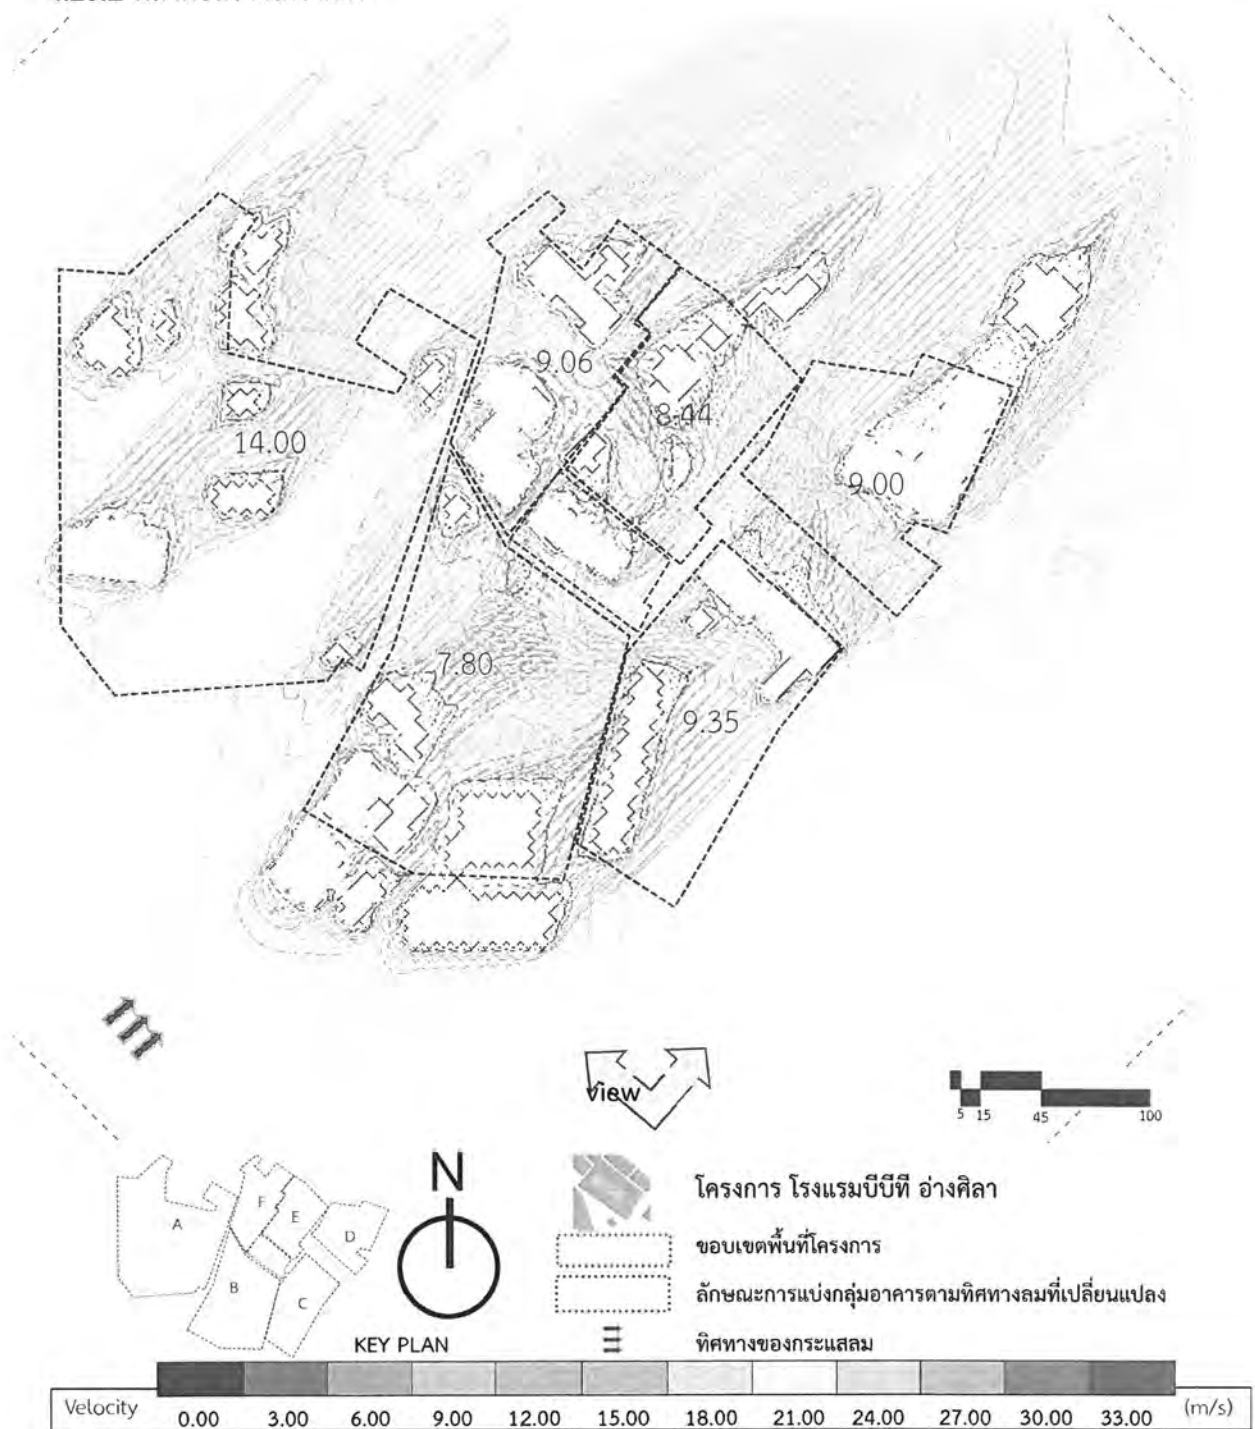 9.06
8.44
14.00
9.00
7.80
9.35
view
5 15 45 100
N
A
F
E
D
B
C
KEY PLAN
โครงการ โรงแรมบีบีที อ่างศิลา
ขอบเขตพื้นที่โครงการ
ลักษณะการแบ่งกลุ่มอาคารตามทิศทางลมที่เปลี่ยนแปลง
ทิศทางของกระแสลม
Velocity 0.00 3.00 6.00 9.00 12.00 15.00 18.00 21.00 24.00 27.00 30.00 33.00 (m/s)